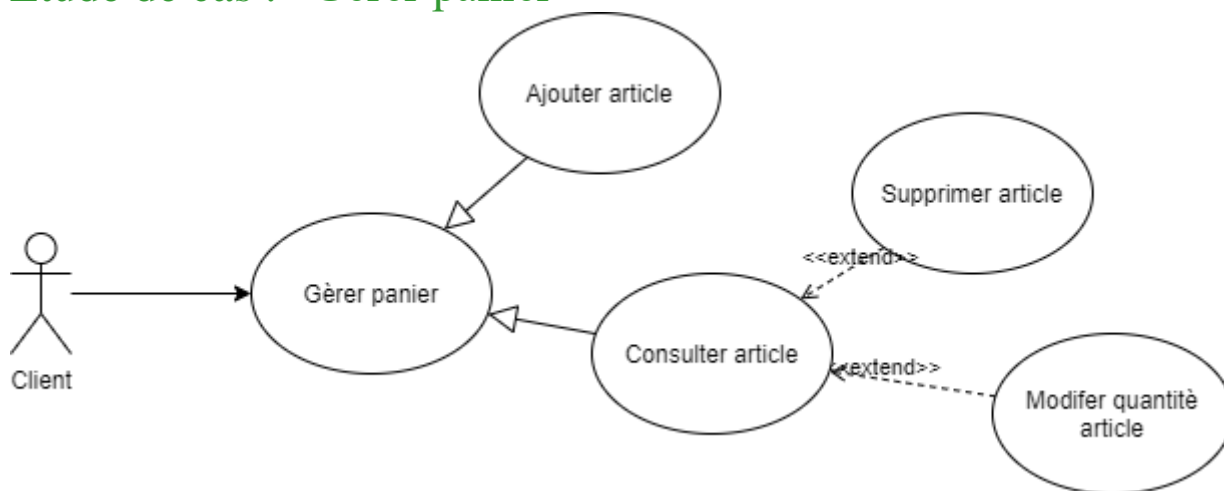 Ajouter article
Supprimer article
<<extend>>
Gèrer panier
Consulter article
<<extend>>
Client
Modifer quantitè
article